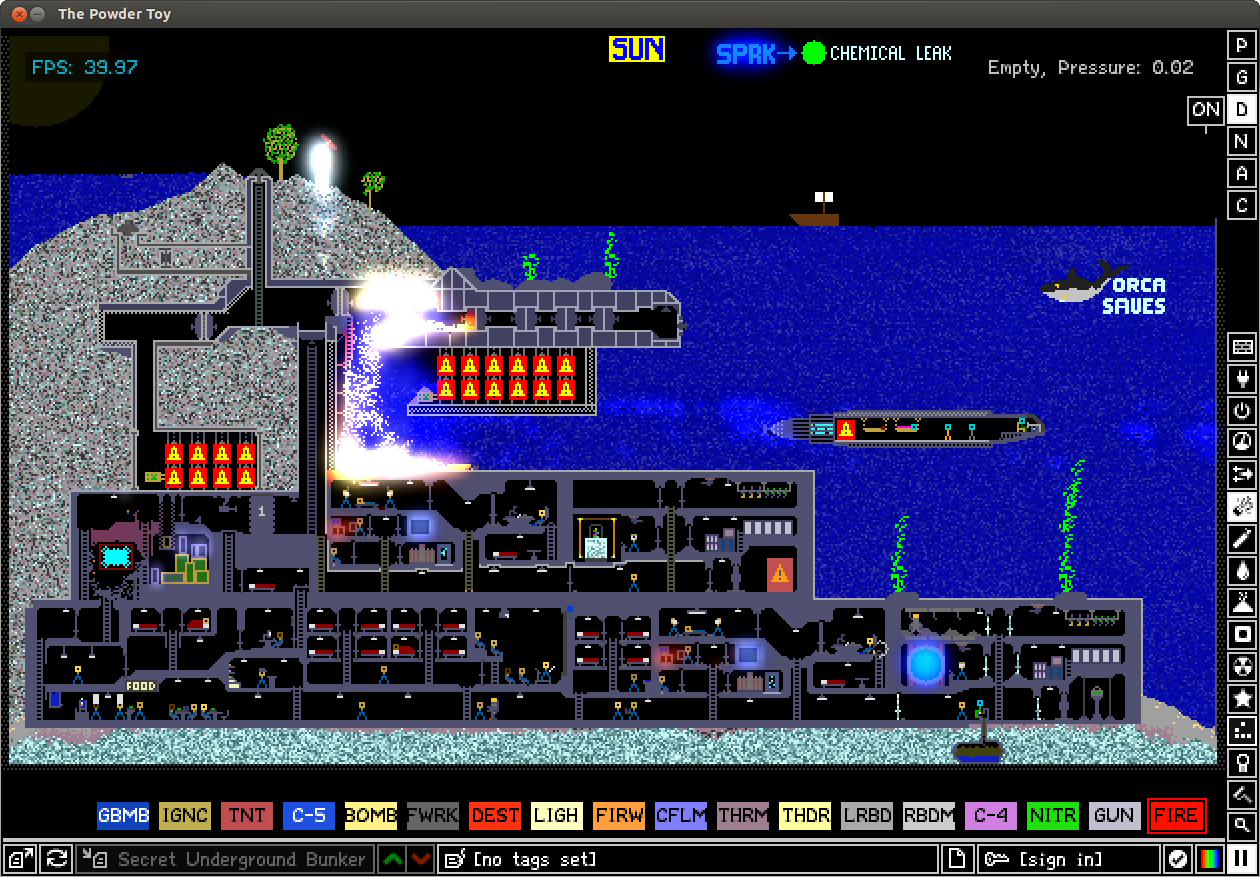 The Powder Toy
SUN
SPRK→ CHEMICAL LEAK
FPS: 39.97
Empty, Pressure: 0.02
P
G
ON
D
N
A
C
ORCA
SAVES
1
FOOD
GBMB IGNC TNT C-5 BOMB FWRK DEST LIGH FIRW CFLM THRM THDR LRBD RBDM C-4 NITR GUN FIRE
Secret Underground Bunker [no tags set] [sign in]